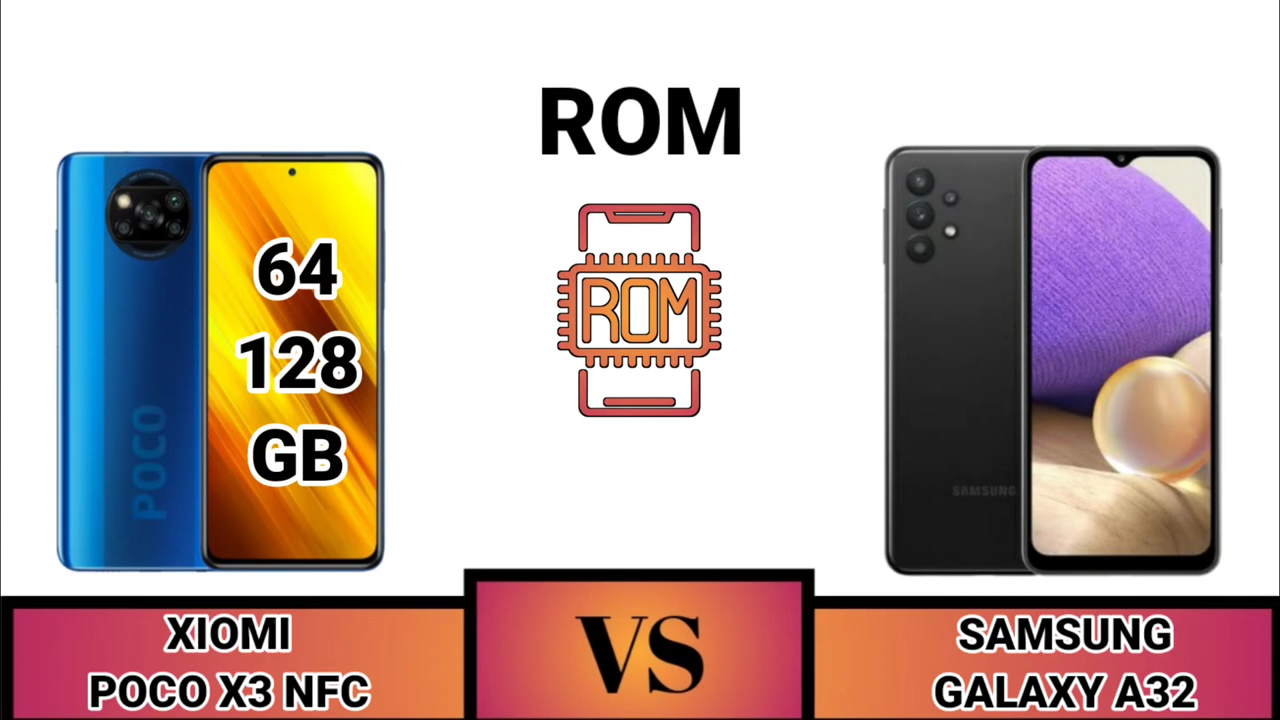 ROM
ROM
64
128
GB
POCO
SAMSUNG
XIOMI
POCO X3 NFC
VS
SAMSUNG
GALAXY A32